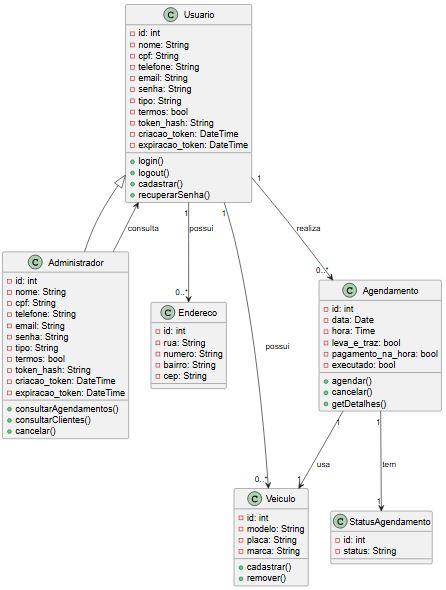 C Usuario
id: int
nome: String
cpf: String
telefone: String
email: String
senha: String
tipo: String
termos: bool
token_hash: String
criacao_token: DateTime
expiracao_token: DateTime
login()
logout()
cadastrar()
recuperarSenha()
1
1
1
consulta
possui
realiza
0..*
0..*
C Administrador
id: int
nome: String
cpf: String
telefone: String
email: String
senha: String
tipo: String
termos: bool
token_hash: String
criacao_token: DateTime
expiracao_token: DateTime
consultarAgendamentos()
consultarClientes()
cancelar()
C Endereco
id: int
rua: String
numero: String
bairro: String
cep: String
C Agendamento
id: int
data: Date
hora: Time
leva_e_traz: bool
pagamento_na_hora: bool
executado: bool
agendar()
cancelar()
getDetalhes()
possui
1
1
usa
tem
0..*
1
1
C Veiculo
id: int
modelo: String
placa: String
marca: String
cadastrar()
remover()
C StatusAgendamento
id: int
status: String